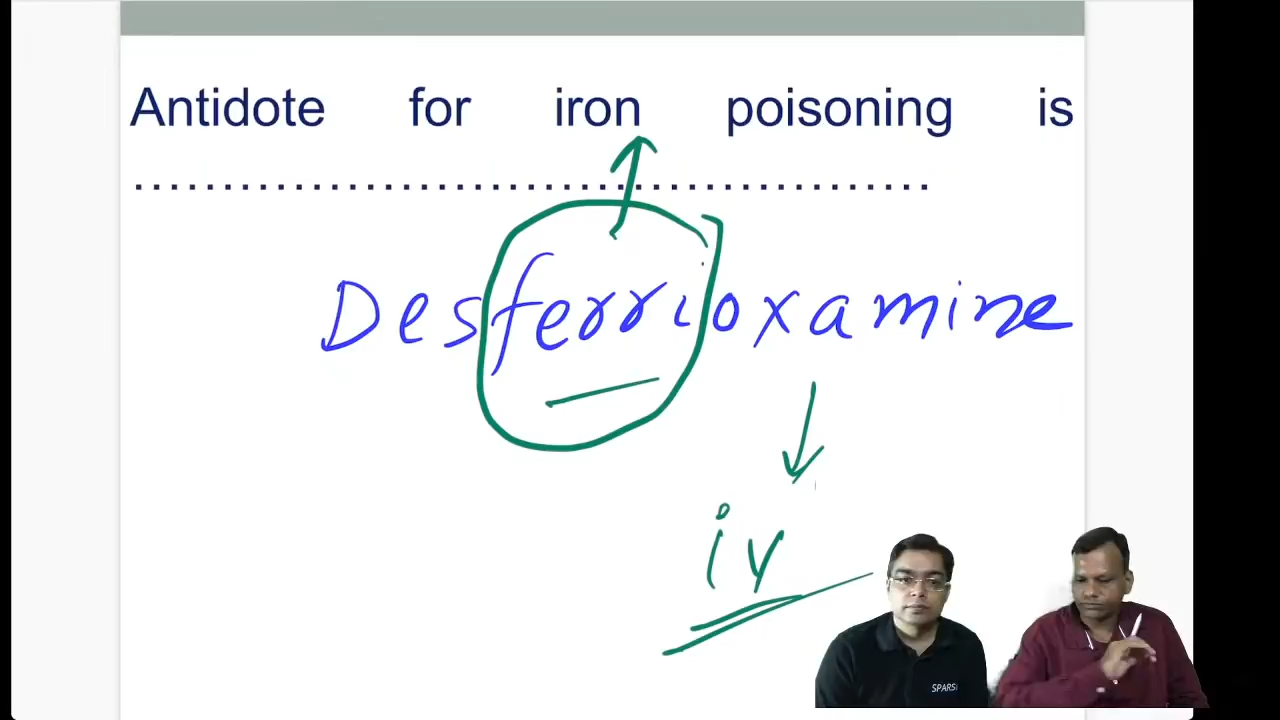 Antidote for iron poisoning is
..............................................
Desferrioxamine
iv
SPARSH